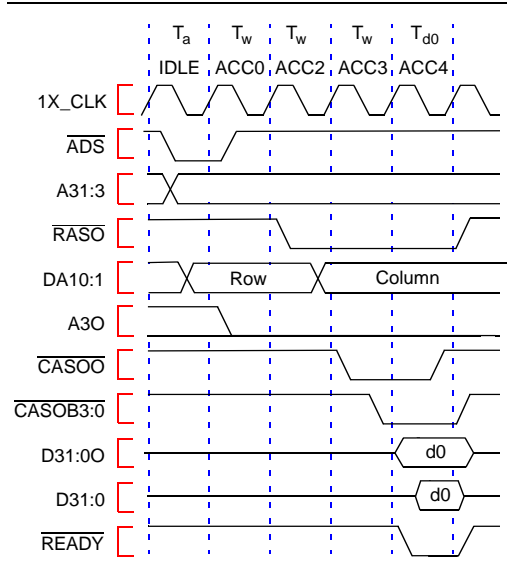 Ta Tw Tw Tw Td0
IDLE ACC0 ACC2 ACC3 ACC4
1X_CLK
ADS
A31:3
RASO
DA10:1 Row Column
A3O
CASOO
CASOB3:0
D31:0O d0
D31:0 d0
READY